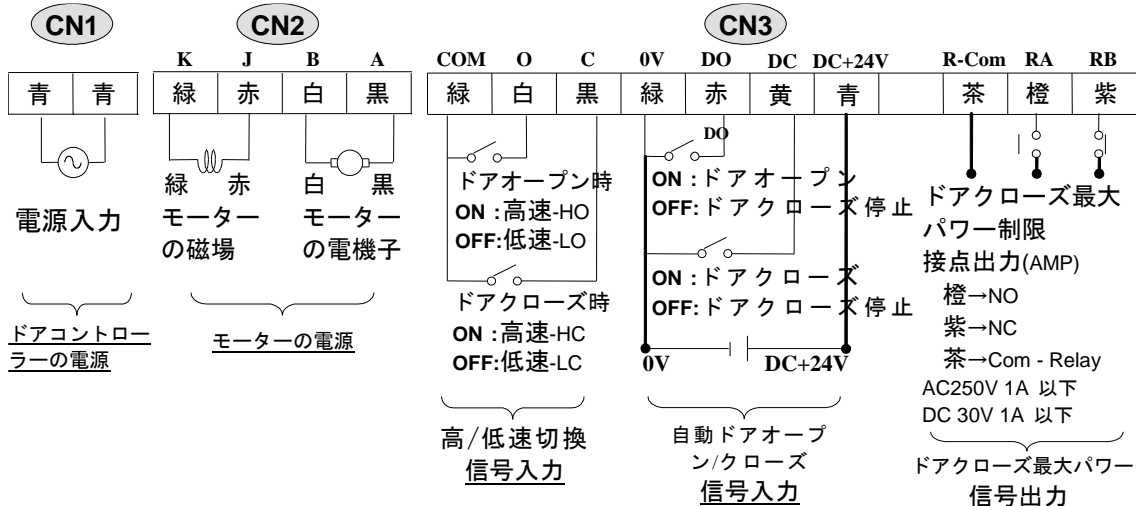 CN1
CN2
CN3
K J B A
COM O C 0V DO DC DC+24V
R-Com RA RB
青 青
緑 赤 白 黒
緑 白 黒 緑 赤 黄 青
茶 橙 紫
電源入力
緑 赤
モーター
の磁場
白 黒
モーター
の電機子
ドアオープン時
ON :高速-HO
OFF:低速-LO
ドアクローズ時
ON :高速-HC
OFF:低速-LC
DO
ON :ドアオープン
OFF:ドアクローズ停止
ON :ドアクローズ
OFF:ドアクローズ停止
0V DC+24V
ドアクローズ最大
パワー制限
接点出力(AMP)
橙→NO
紫→NC
茶→Com - Relay
AC250V 1A 以下
DC 30V 1A 以下
ドアコントロー
ラーの電源
モーターの電源
高/低速切換
信号入力
自動ドアオープ
ン/クローズ
信号入力
ドアクローズ最大パワー
信号出力